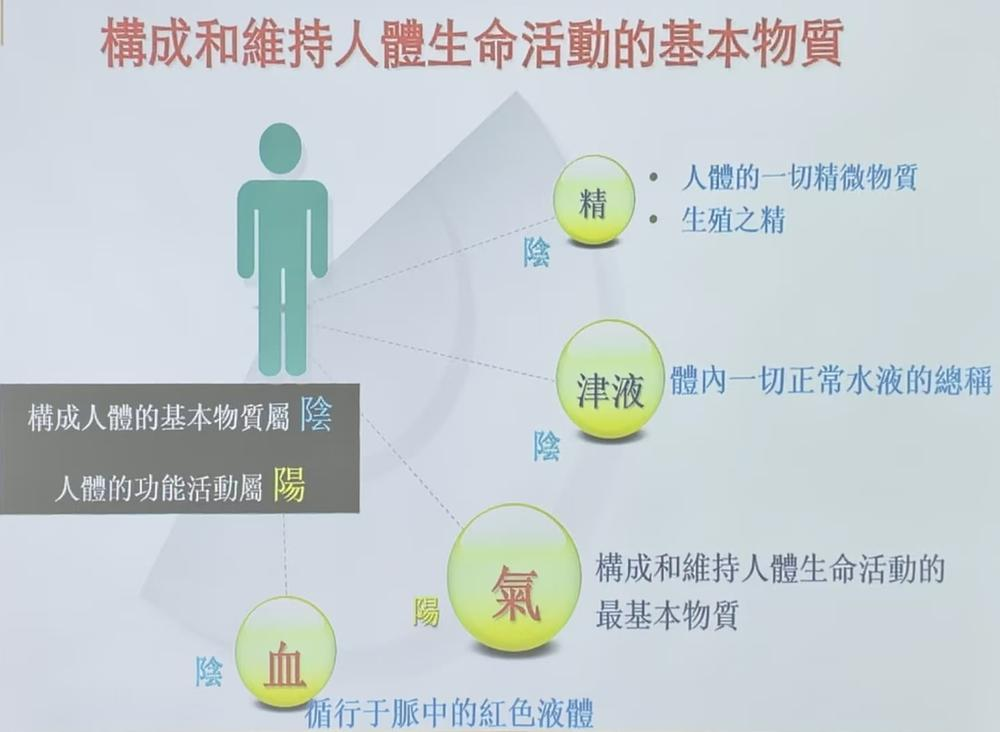 構成和維持人體生命活動的基本物質
精
• 人體的一切精微物質
• 生殖之精
陰
津液
體內一切正常水液的總稱
陰
構成人體的基本物質屬 陰
人體的功能活動屬 陽
氣
構成和維持人體生命活動的
最基本物質
陽
血
陰
循行于脈中的紅色液體